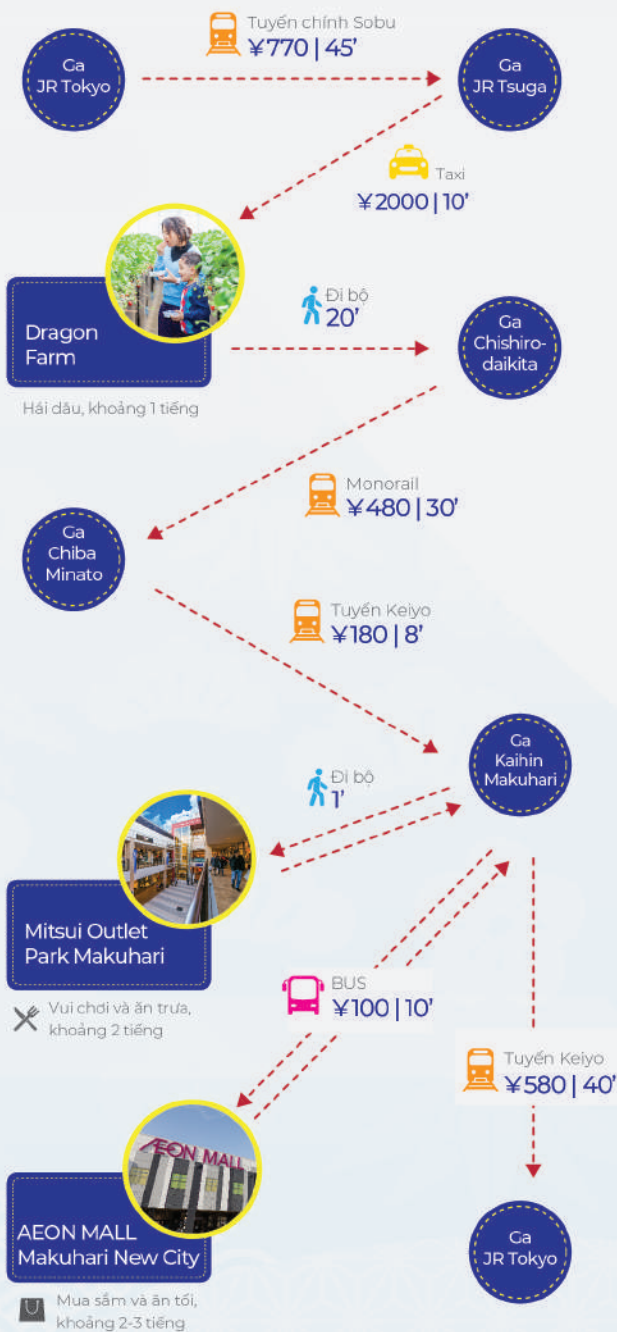 Tuyến chính Sobu
¥770 | 45'
Ga
JR Tokyo
Ga
JR Tsuga
Taxi
¥2000 | 10'
Dragon
Farm
Hái dâu, khoảng 1 tiếng
Đi bộ
20'
Ga
Chishiro-
daikita
Monorail
¥480 | 30'
Ga
Chiba
Minato
Tuyến Keiyo
¥180 | 8'
Ga
Kaihin
Makuhari
Đi bộ
1'
Mitsui Outlet
Park Makuhari
Vui chơi và ăn trưa,
khoảng 2 tiếng
BUS
¥100 | 10'
Tuyến Keiyo
¥580 | 40'
ÆON MALL
AEON MALL
Makuhari New City
Mua sắm và ăn tối,
khoảng 2-3 tiếng
Ga
JR Tokyo